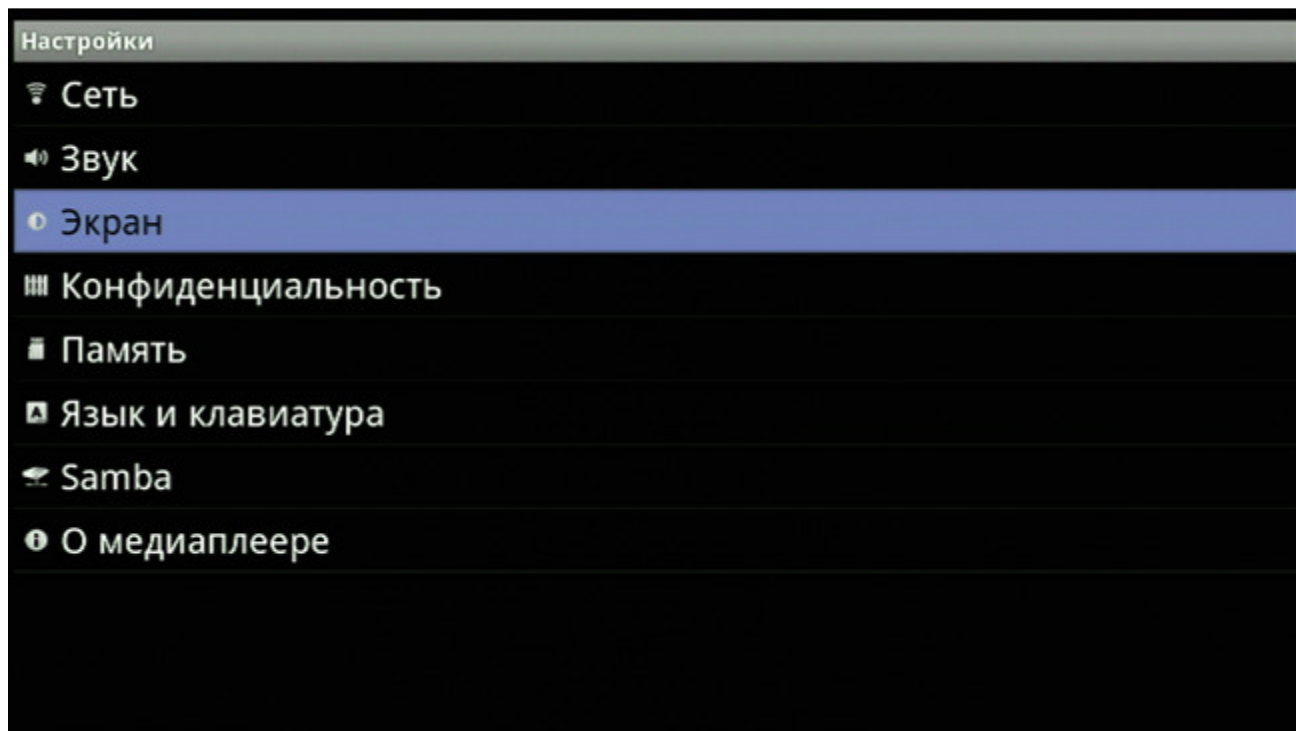 Настройки
Сеть
Звук
Экран
Конфиденциальность
Память
Язык и клавиатура
Samba
О медиаплеере